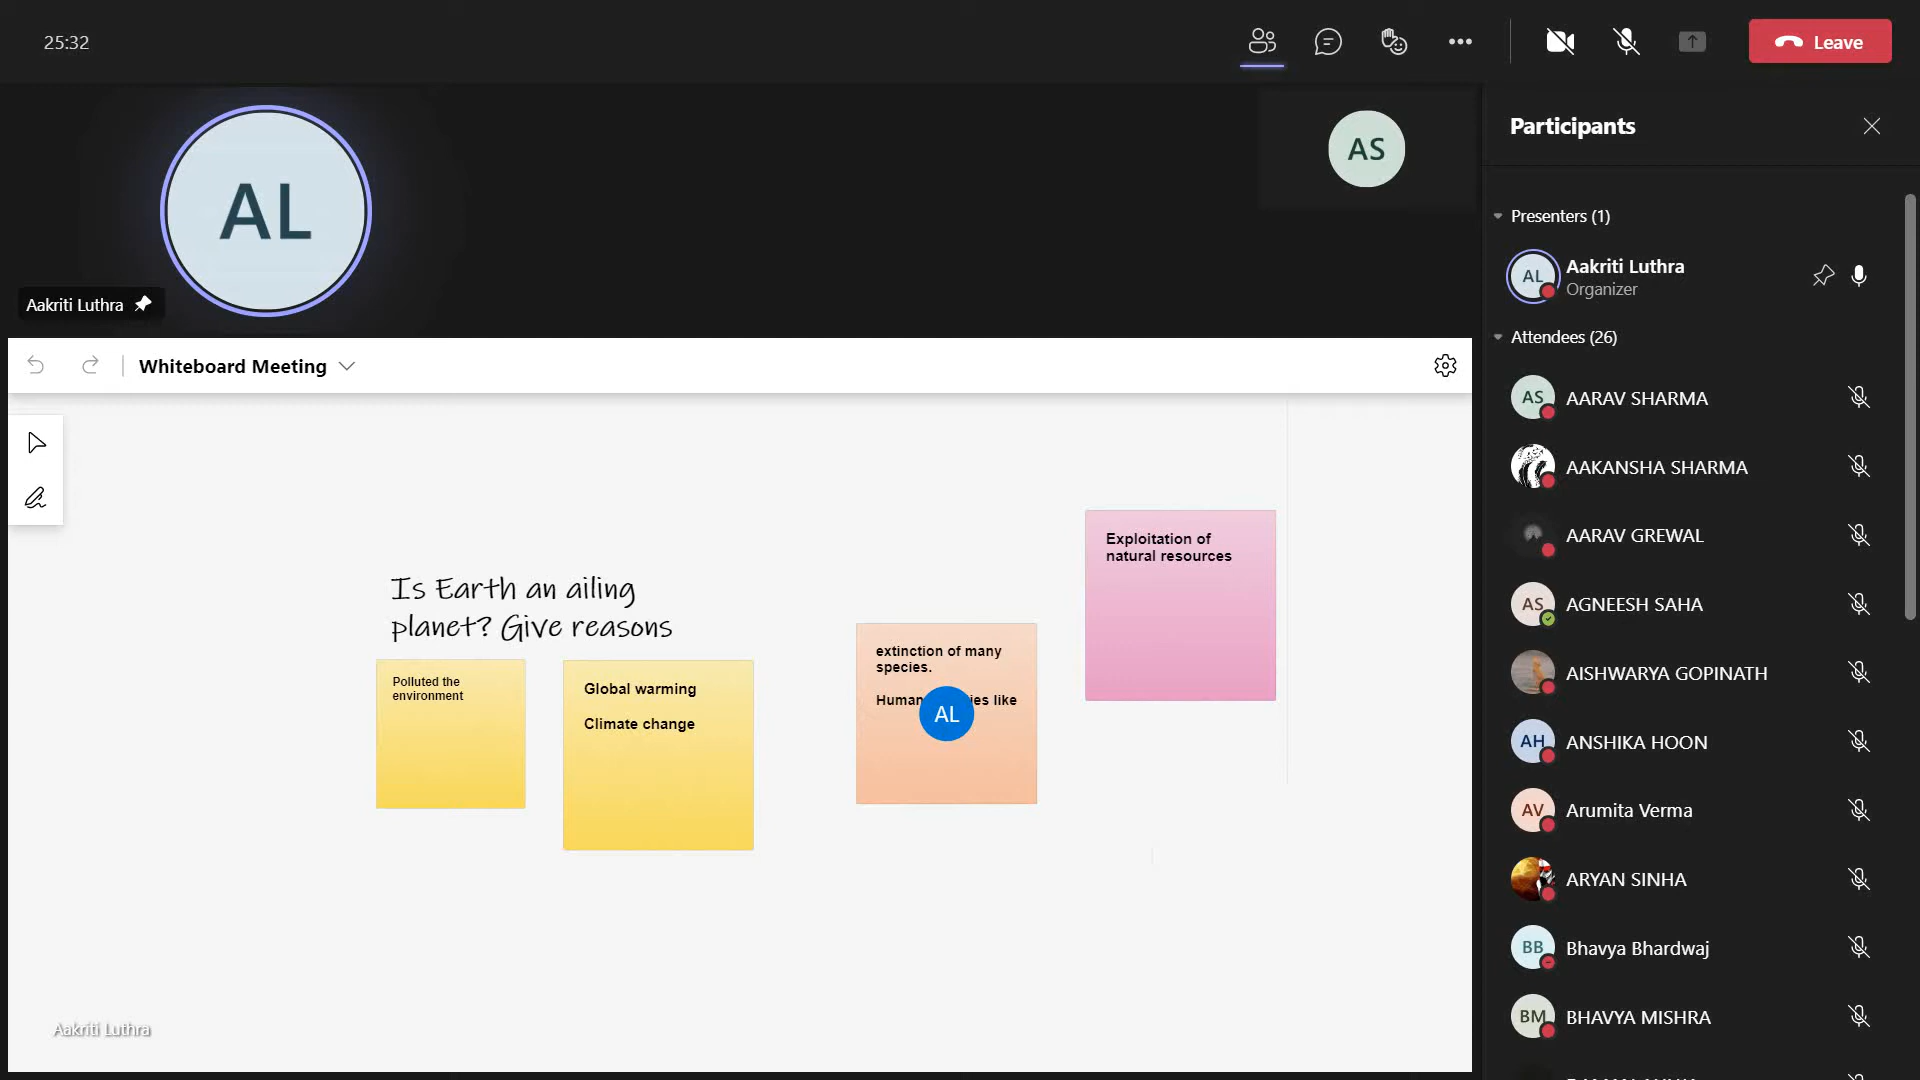 25:32
Leave
AL
AS
Aakriti Luthra
Whiteboard Meeting
Is Earth an ailing
planet? Give reasons
Polluted the
environment
Global warming
Climate change
extinction of many
species.
Human ies like
AL
Exploitation of
natural resources
Aakriti Luthra
Participants
Presenters (1)
AL
Aakriti Luthra
Organizer
Attendees (26)
AS AARAV SHARMA
AAKANSHA SHARMA
AARAV GREWAL
AS AGNEESH SAHA
AISHWARYA GOPINATH
AH ANSHIKA HOON
AV Arumita Verma
ARYAN SINHA
BB Bhavya Bhardwaj
BM BHAVYA MISHRA